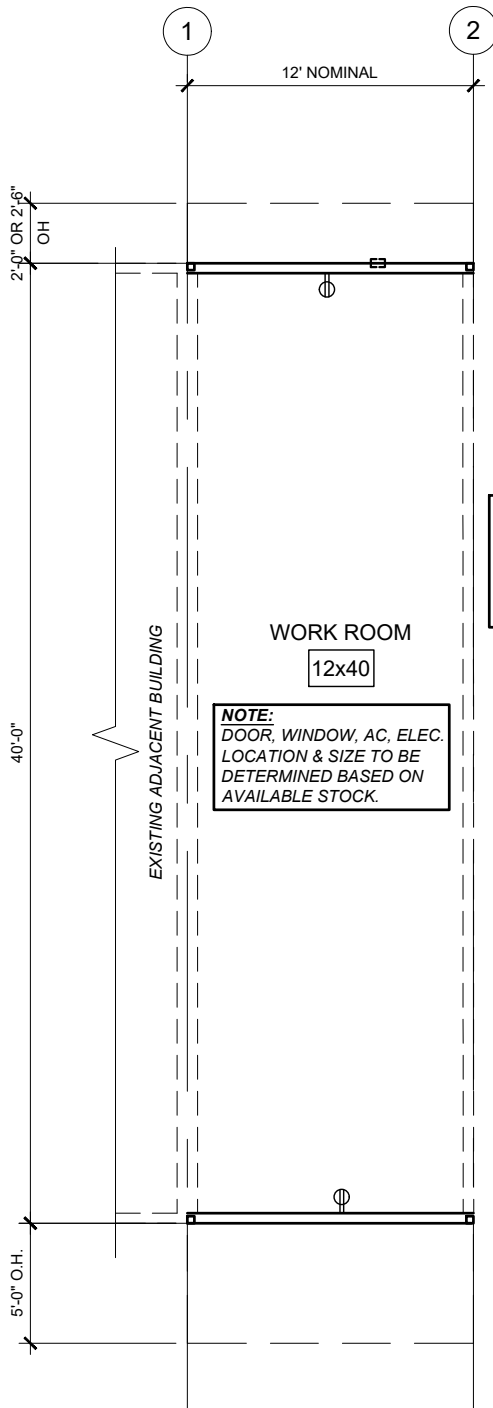 1
2
12' NOMINAL
2'-0" OR 2'-6"
OH
40'-0"
EXISTING ADJACENT BUILDING
WORK ROOM
12x40
NOTE:
DOOR, WINDOW, AC, ELEC.
LOCATION & SIZE TO BE
DETERMINED BASED ON
AVAILABLE STOCK.
5'-0" O.H.